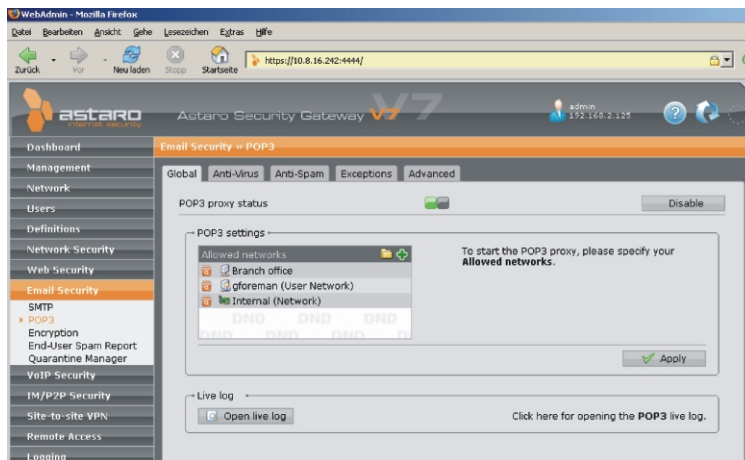 WebAdmin - Mozilla Firefox
Datei Bearbeiten Ansicht Gehe Lesezeichen Extras Hilfe
https://10.8.16.242:4444/
Zurück Vor Neu laden Stopp Startseite
astaro
internet security
Astaro Security Gateway V7
admin
192.168.2.125
Dashboard
Management
Network
Users
Definitions
Network Security
Web Security
Email Security
SMTP
POP3
Encryption
End-User Spam Report
Quarantine Manager
VoIP Security
IM/P2P Security
Site-to-site VPN
Remote Access
Logging
Email Security » POP3
Global Anti-Virus Anti-Spam Exceptions Advanced
POP3 proxy status
Disable
POP3 settings
Allowed networks
Branch office
gforeman (User Network)
Internal (Network)
DND DND DND
DND DND DND D
To start the POP3 proxy, please specify your
Allowed networks.
Apply
Live log
Open live log
Click here for opening the POP3 live log.